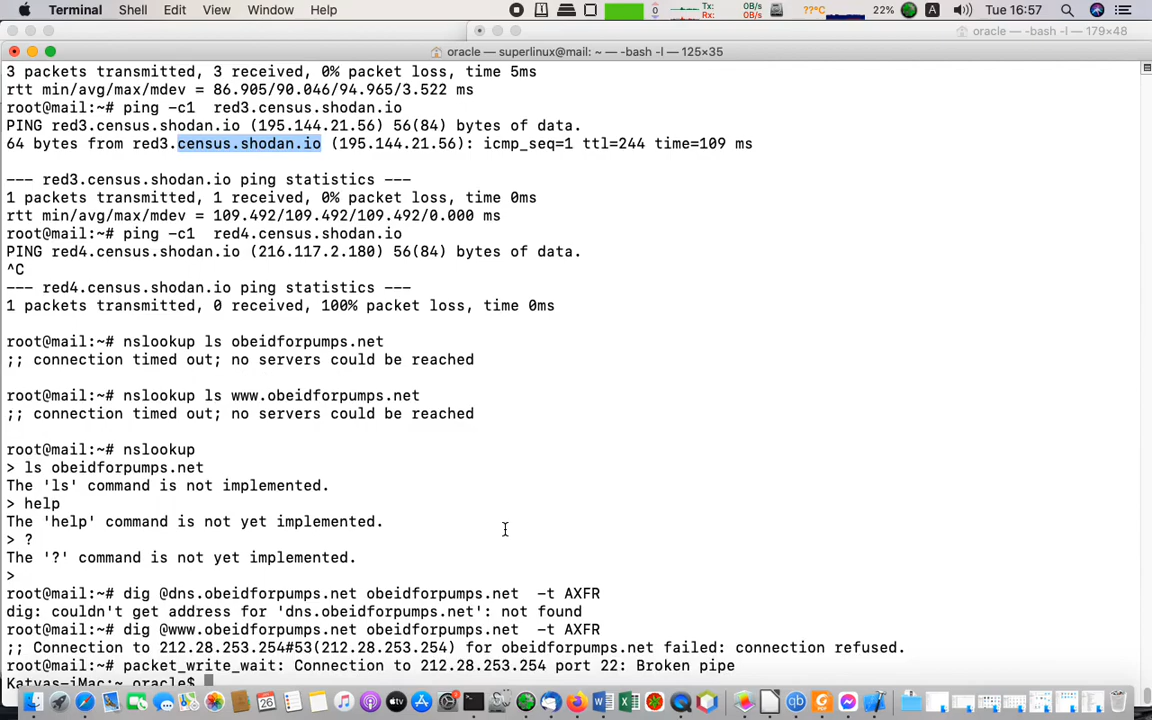 Terminal Shell Edit View Window Help
Tx: 0B/s
Rx: 0B/s
0
??°C
22%
A
Tue 16:57
oracle — -bash -l — 179×48
oracle — superlinux@mail: ~ — -bash -l — 125×35
3 packets transmitted, 3 received, 0% packet loss, time 5ms
rtt min/avg/max/mdev = 86.905/90.046/94.965/3.522 ms
root@mail:~# ping -c1  red3.census.shodan.io
PING red3.census.shodan.io (195.144.21.56) 56(84) bytes of data.
64 bytes from red3.census.shodan.io (195.144.21.56): icmp_seq=1 ttl=244 time=109 ms
--- red3.census.shodan.io ping statistics ---
1 packets transmitted, 1 received, 0% packet loss, time 0ms
rtt min/avg/max/mdev = 109.492/109.492/109.492/0.000 ms
root@mail:~# ping -c1  red4.census.shodan.io
PING red4.census.shodan.io (216.117.2.180) 56(84) bytes of data.
^C
--- red4.census.shodan.io ping statistics ---
1 packets transmitted, 0 received, 100% packet loss, time 0ms
root@mail:~# nslookup ls obeidforpumps.net
;; connection timed out; no servers could be reached
root@mail:~# nslookup ls www.obeidforpumps.net
;; connection timed out; no servers could be reached
root@mail:~# nslookup
> ls obeidforpumps.net
The 'ls' command is not implemented.
> help
The 'help' command is not yet implemented.
> ?
The '?' command is not yet implemented.
>
root@mail:~# dig @dns.obeidforpumps.net obeidforpumps.net  -t AXFR
dig: couldn't get address for 'dns.obeidforpumps.net': not found
root@mail:~# dig @www.obeidforpumps.net obeidforpumps.net  -t AXFR
;; Connection to 212.28.253.254#53(212.28.253.254) for obeidforpumps.net failed: connection refused.
root@mail:~# packet_write_wait: Connection to 212.28.253.254 port 22: Broken pipe
Katyas-iMac:~ oracle$